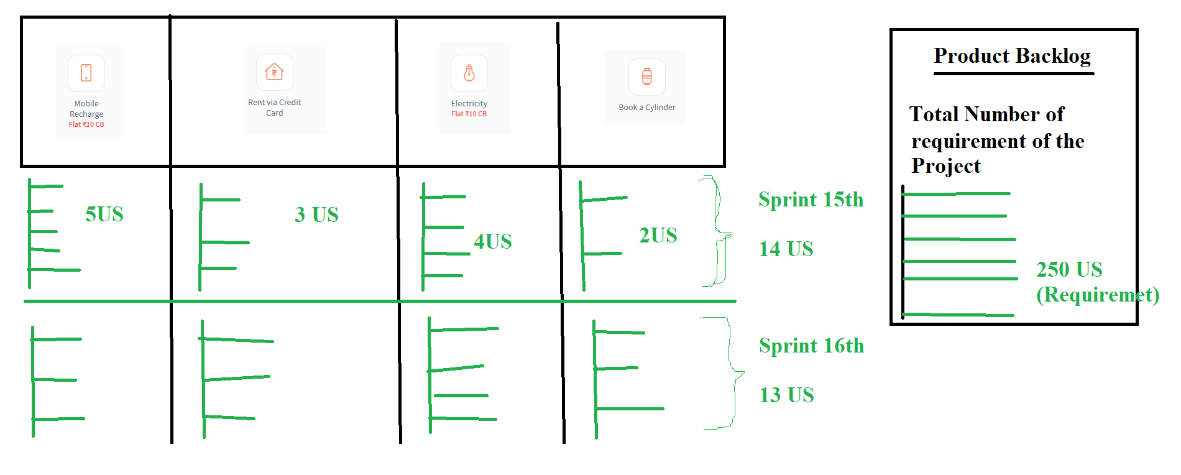 Mobile
Recharge
Flat ₹10 CB
Rent via Credit
Card
Electricity
Flat ₹10 CB
Book a Cylinder
5US
3 US
4US
2US
Sprint 15th
14 US
Sprint 16th
13 US
Product Backlog
Total Number of
requirement of the
Project
250 US
(Requiremet)